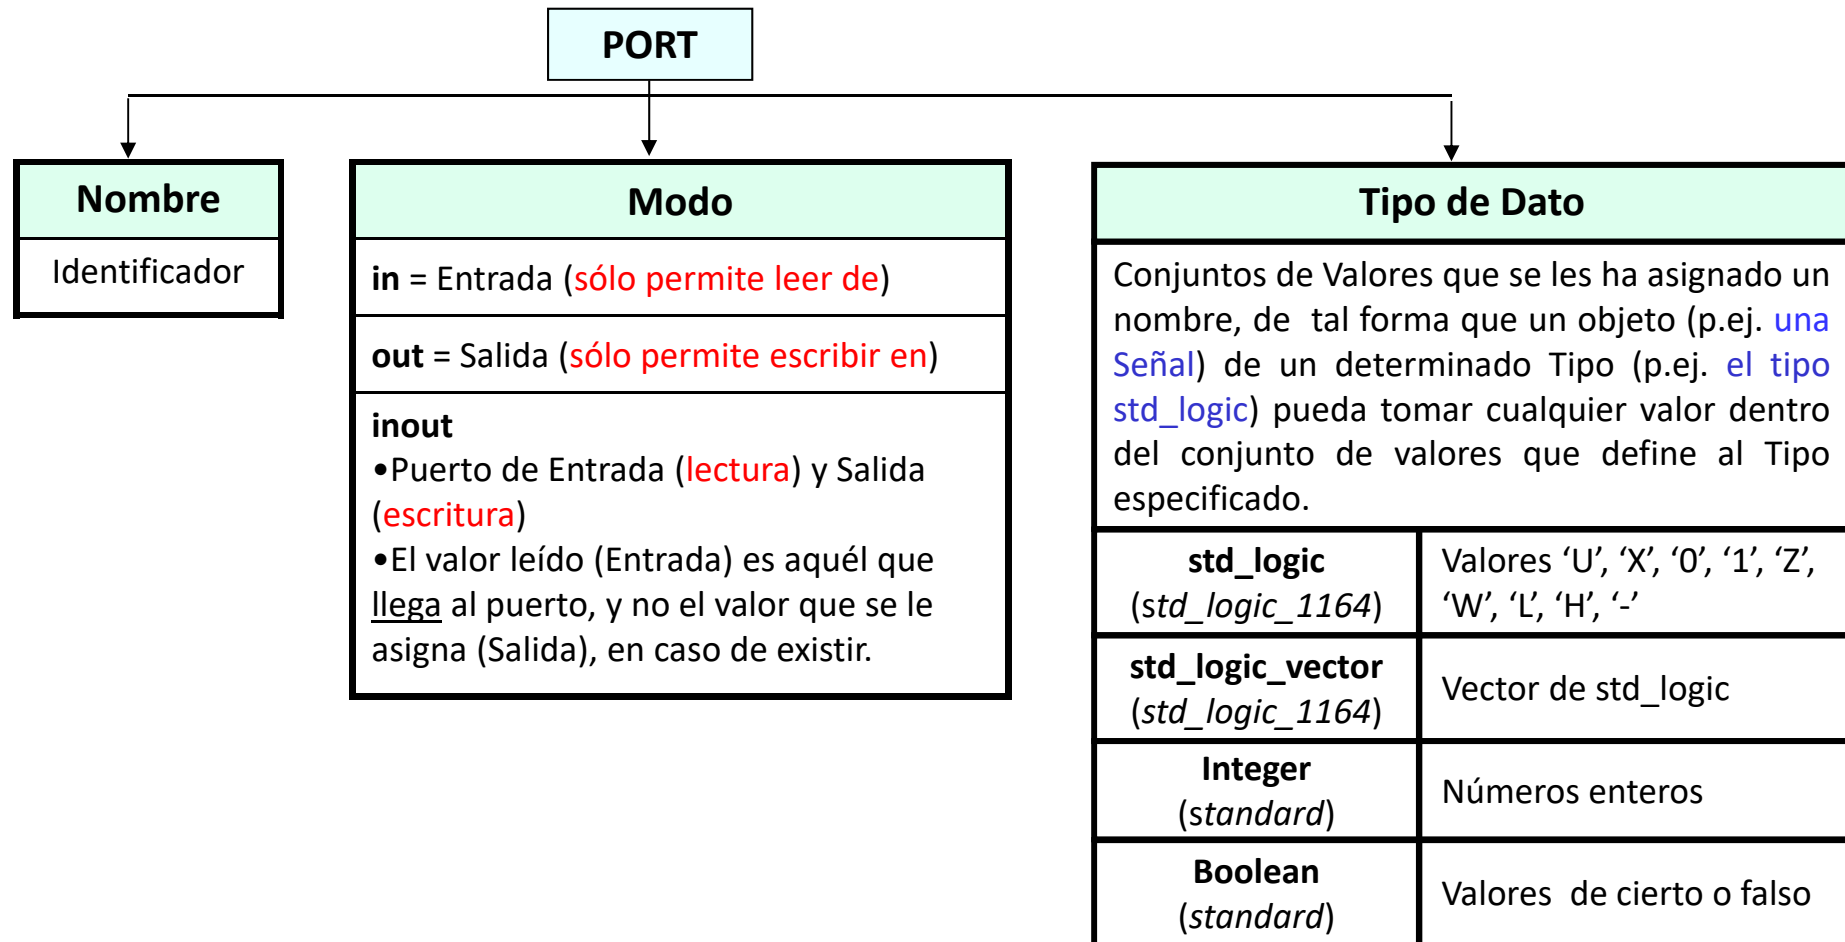 PORT
Nombre
Identificador
Modo
in = Entrada (sólo permite leer de)
out = Salida (sólo permite escribir en)
inout
•Puerto de Entrada (lectura) y Salida
(escritura)
•El valor leído (Entrada) es aquél que
llega al puerto, y no el valor que se le
asigna (Salida), en caso de existir.
Tipo de Dato
Conjuntos de Valores que se les ha asignado un
nombre, de tal forma que un objeto (p.ej. una
Señal) de un determinado Tipo (p.ej. el tipo
std_logic) pueda tomar cualquier valor dentro
del conjunto de valores que define al Tipo
especificado.
std_logic
(std_logic_1164)
Valores ‘U’, ‘X’, ‘0’, ‘1’, ‘Z’,
‘W’, ‘L’, ‘H’, ‘-’
std_logic_vector
(std_logic_1164)
Vector de std_logic
Integer
(standard)
Números enteros
Boolean
(standard)
Valores de cierto o falso